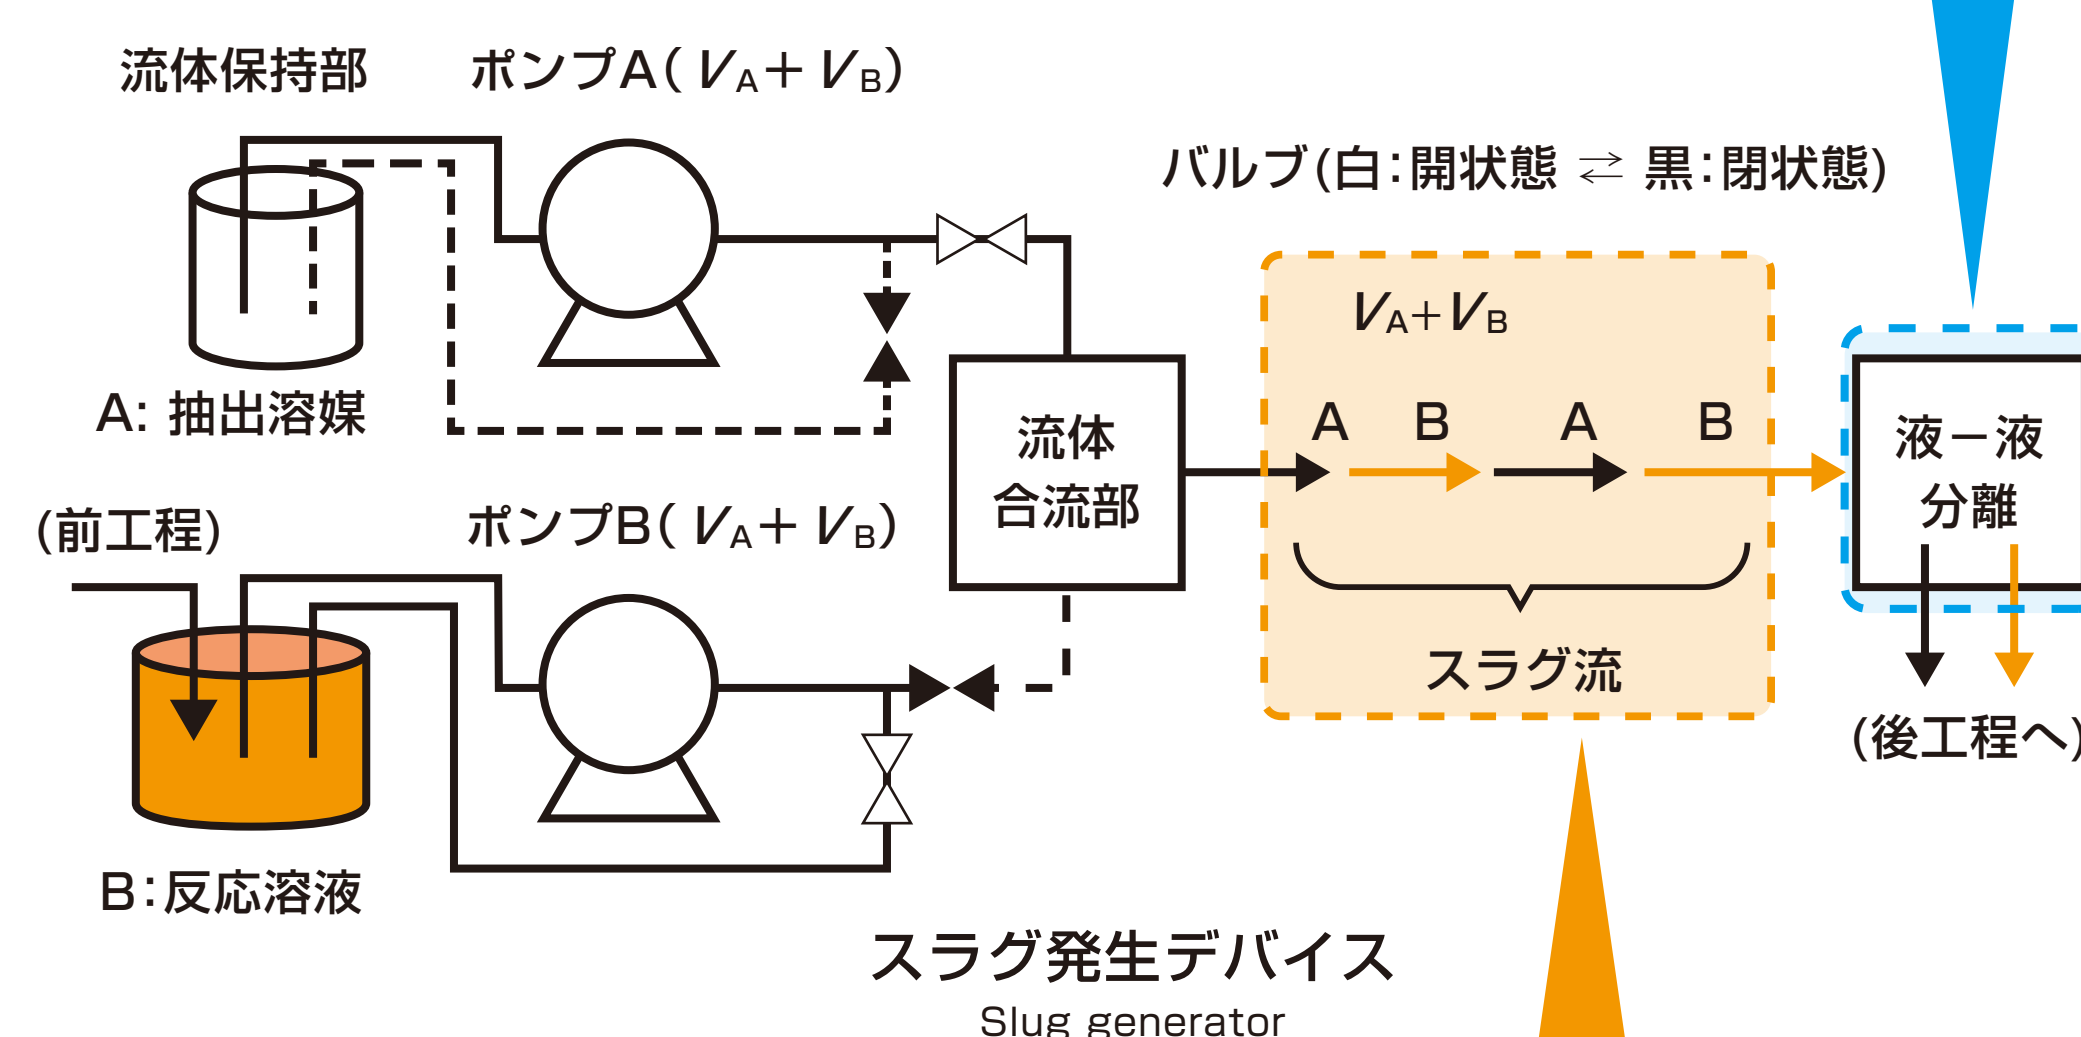 流体保持部
ポンプA(VA+VB)
バルブ(白:開状態 ⇄ 黒:閉状態)
VA+VB
A: 抽出溶媒
流体
合流部
A B A B
液-液
分離
(前工程)
ポンプB(VA+VB)
スラグ流
(後工程へ)
B:反応溶液
スラグ発生デバイス
Slug generator